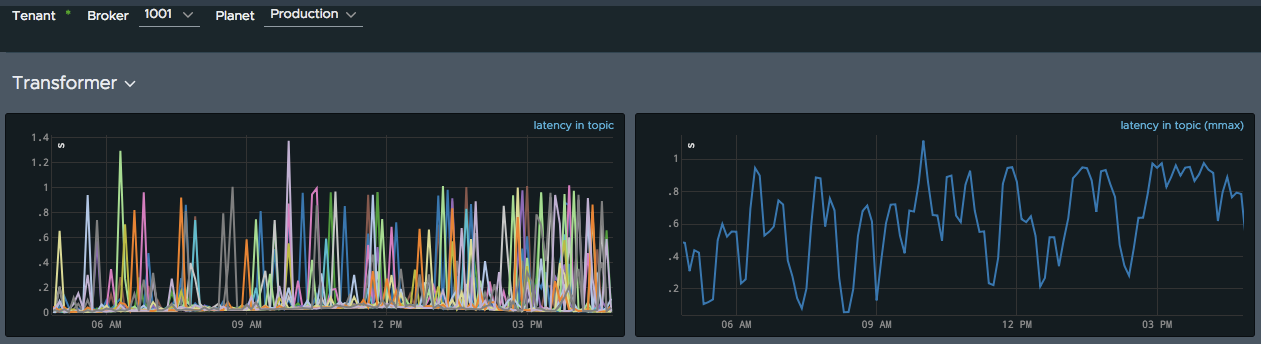 Tenant * Broker 1001 Planet Production
Transformer
latency in topic
s
1.4
1.2
1
.8
.6
.4
.2
0
06 AM 09 AM 12 PM 03 PM
latency in topic (mmax)
s
1
.8
.6
.4
.2
06 AM 09 AM 12 PM 03 PM